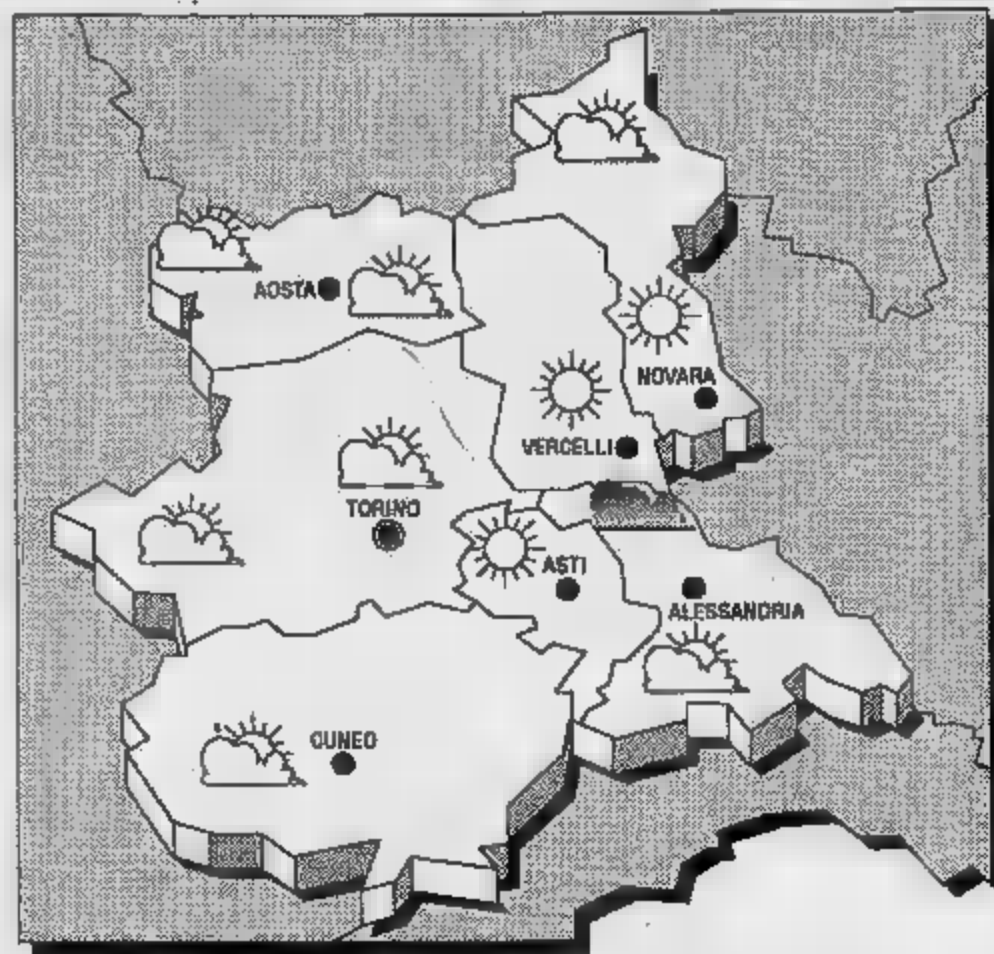 AOSTA
NOVARA
VERCELLI
TORINO
ASTI
ALESSANDRIA
CUNEO